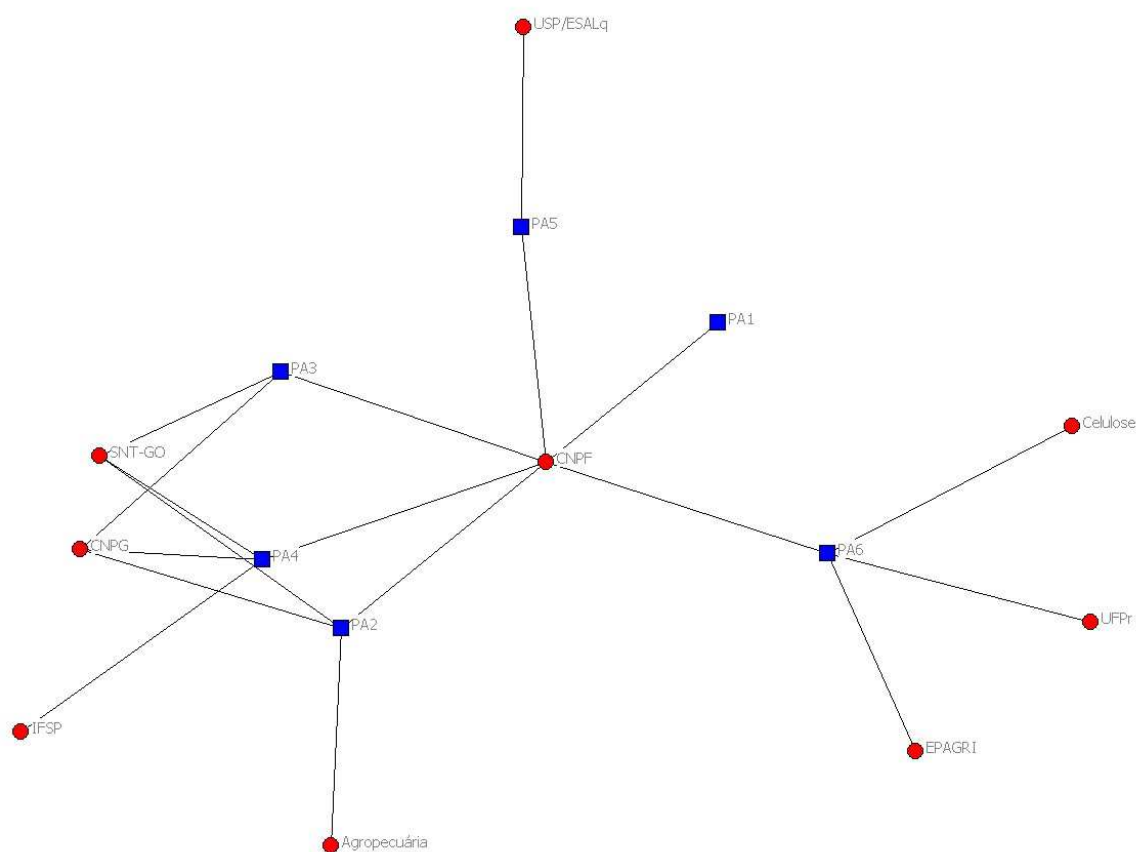 USP/ESALq
PA5
PA1
PA3
Celulose
SNT-GO
CNPF
CNPG
PA4
PA6
UFPr
PA2
IFSP
EPAGRI
Agropecuária